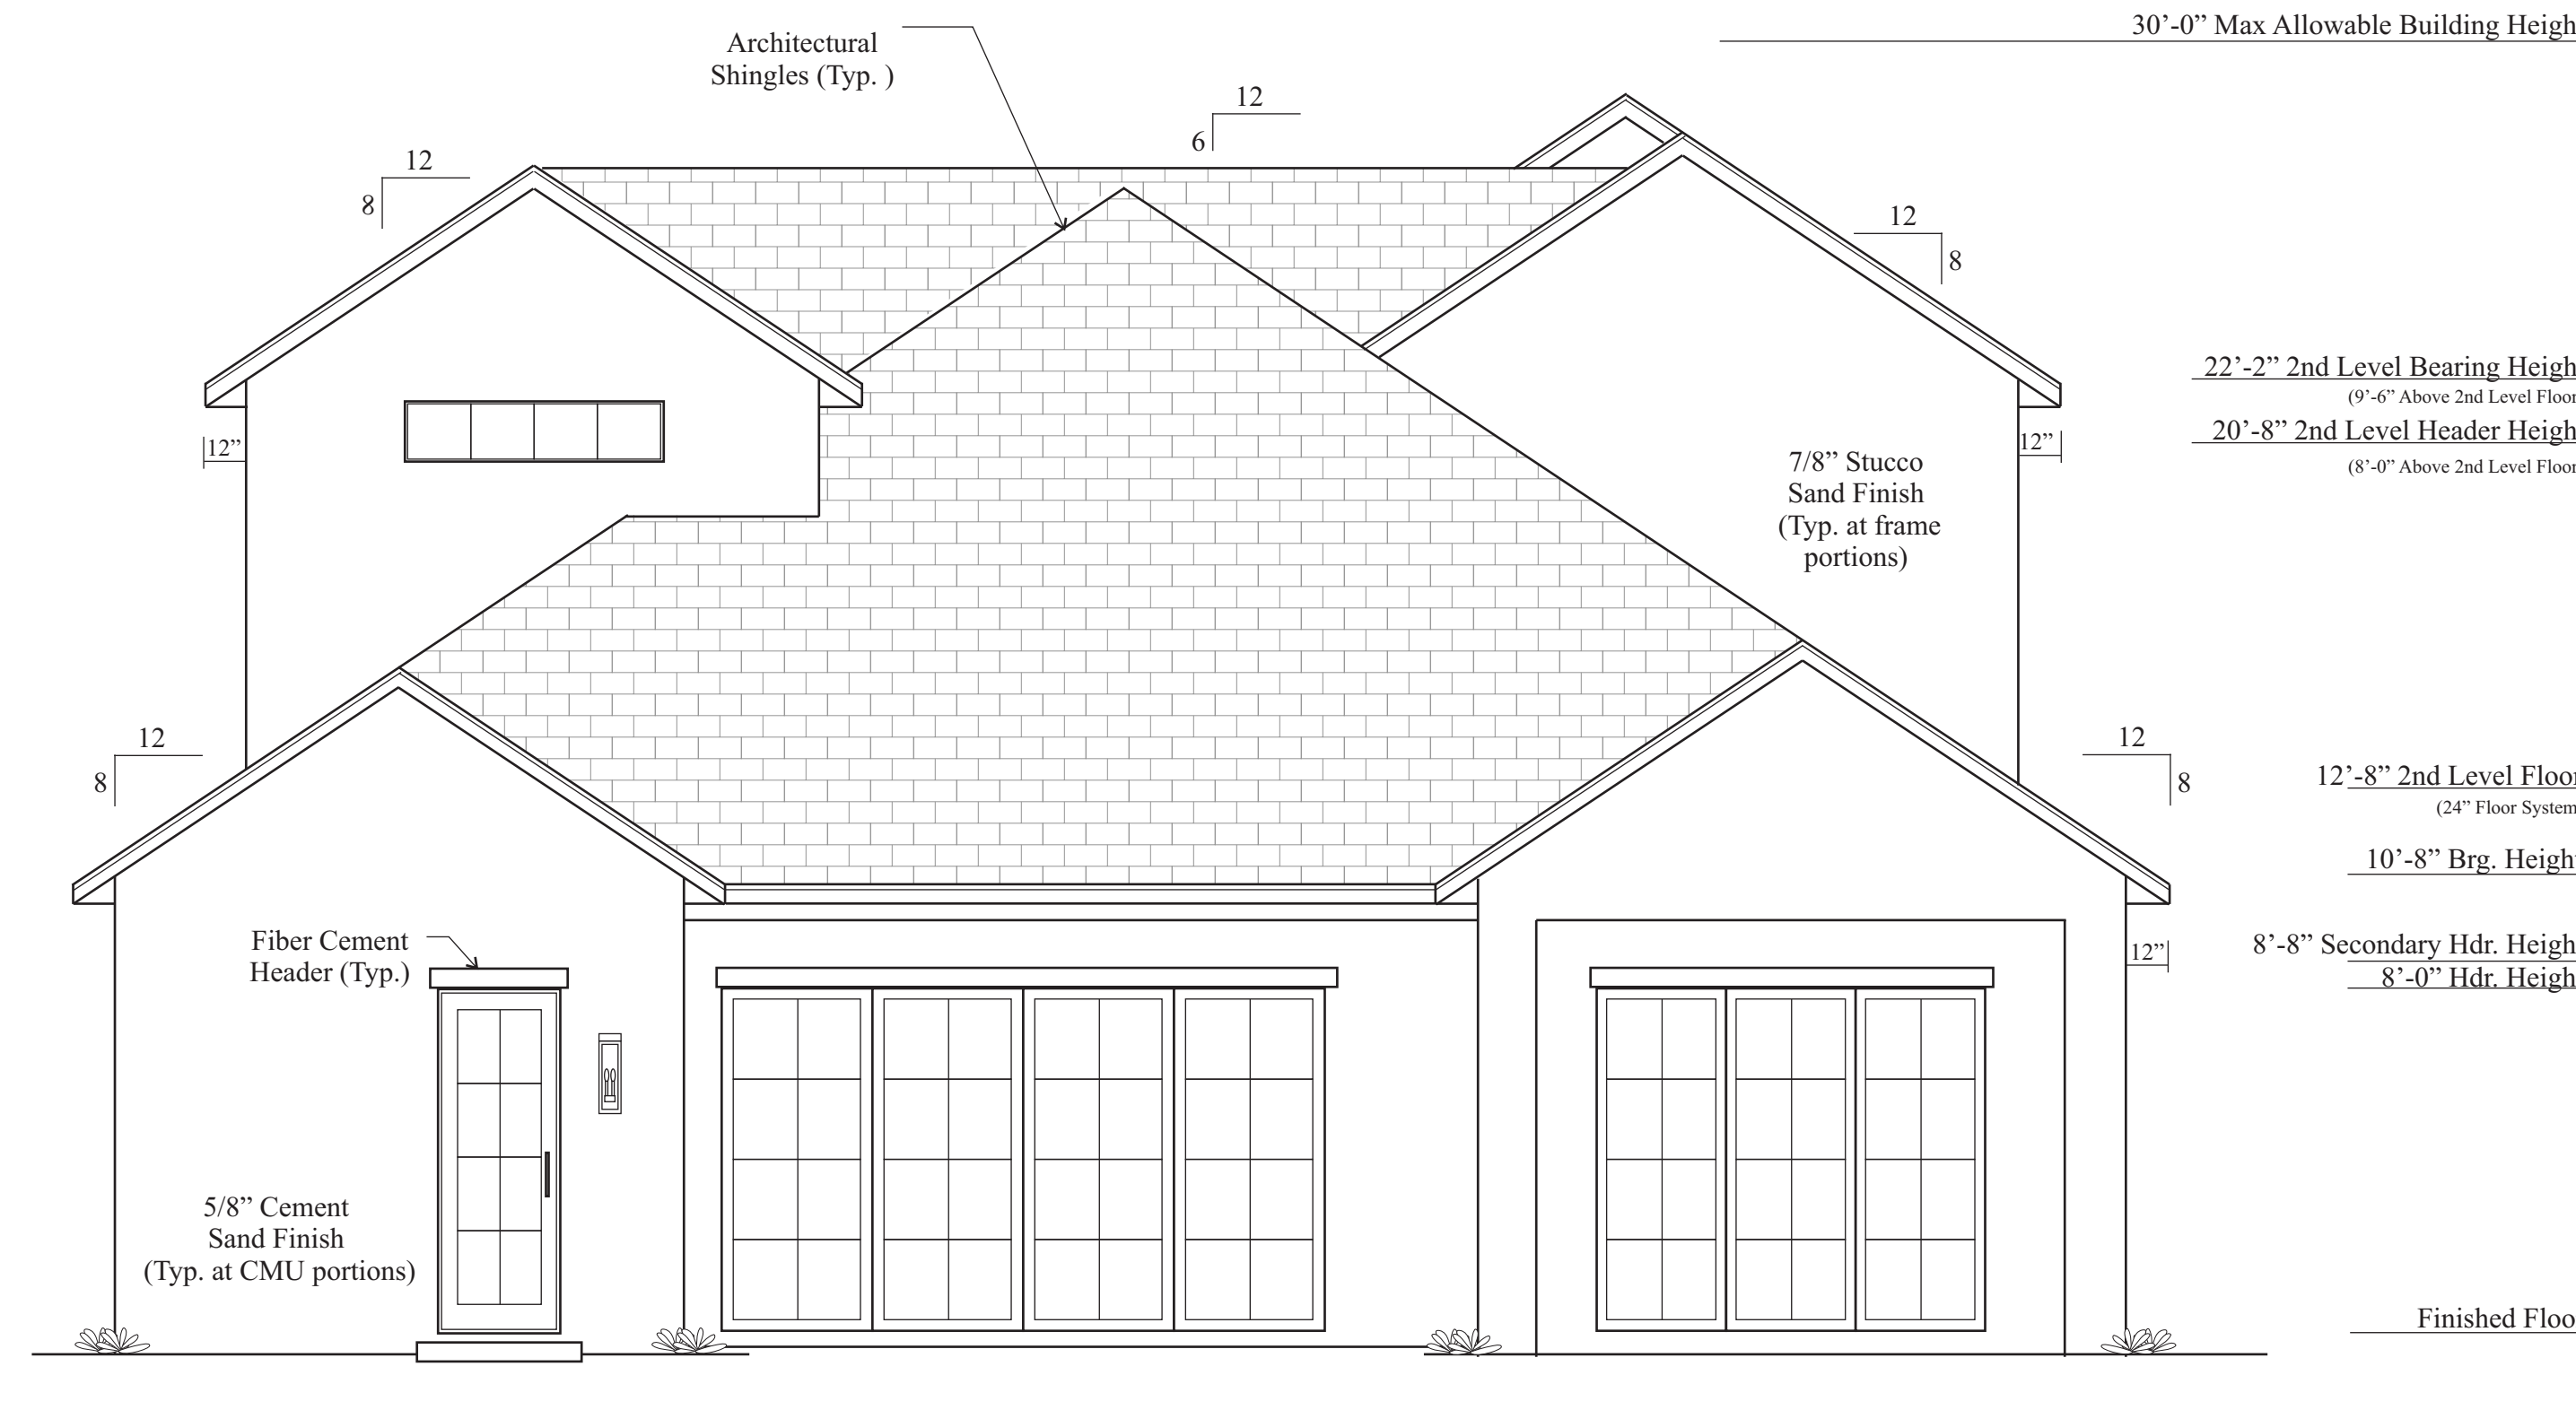 30’-0” Max Allowable Building Heigh
Architectural
Shingles (Typ. )
12
6
12
8
12
8
22’-2” 2nd Level Bearing Heigh
(9’-6” Above 2nd Level Floor
20’-8” 2nd Level Header Heigh
(8’-0” Above 2nd Level Floor
12”
12”
7/8” Stucco
Sand Finish
(Typ. at frame
portions)
12
8
12
8
12’-8” 2nd Level Floor
(24” Floor System
10’-8” Brg. Height
Fiber Cement
Header (Typ.)
12”
8’-8” Secondary Hdr. Heigh
8’-0” Hdr. Heigh
5/8” Cement
Sand Finish
(Typ. at CMU portions)
Finished Floo